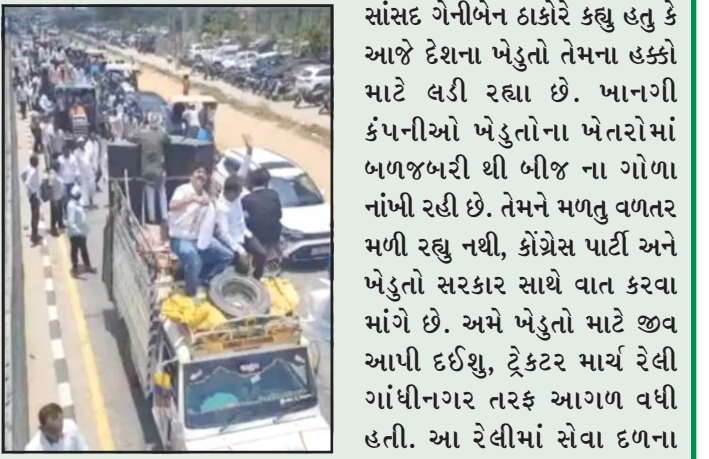 સાંસદ ગેનીબેન ઠાકોરે કહ્યુ હતુ કે
આજે દેશના ખેડુતો તેમના હક્કો
માટે લડી રહ્યા છે. ખાનગી
કંપનીઓ ખેડુતોના ખેતરોમાં
બળજબરી થી બીજ ના ગોળા
નાંખી રહી છે. તેમને મળતુ વળતર
મળી રહ્યુ નથી, કોંગ્રેસ પાર્ટી અને
ખેડુતો સરકાર સાથે વાત કરવા
માંગે છે. અમે ખેડુતો માટે જીવ
આપી દઈશુ, ટ્રેકટર માર્ચ રેલી
ગાંધીનગર તરફ આગળ વધી
હતી. આ રેલીમાં સેવા દળના